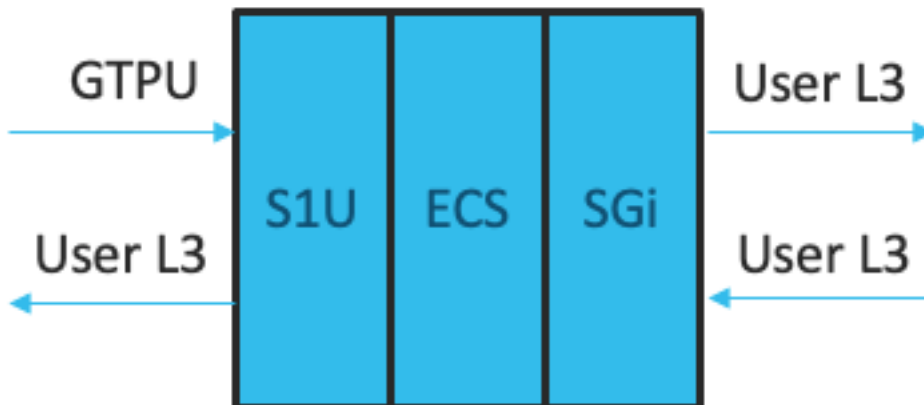 GTPU
User L3
S1U
ECS
SGi
User L3
User L3